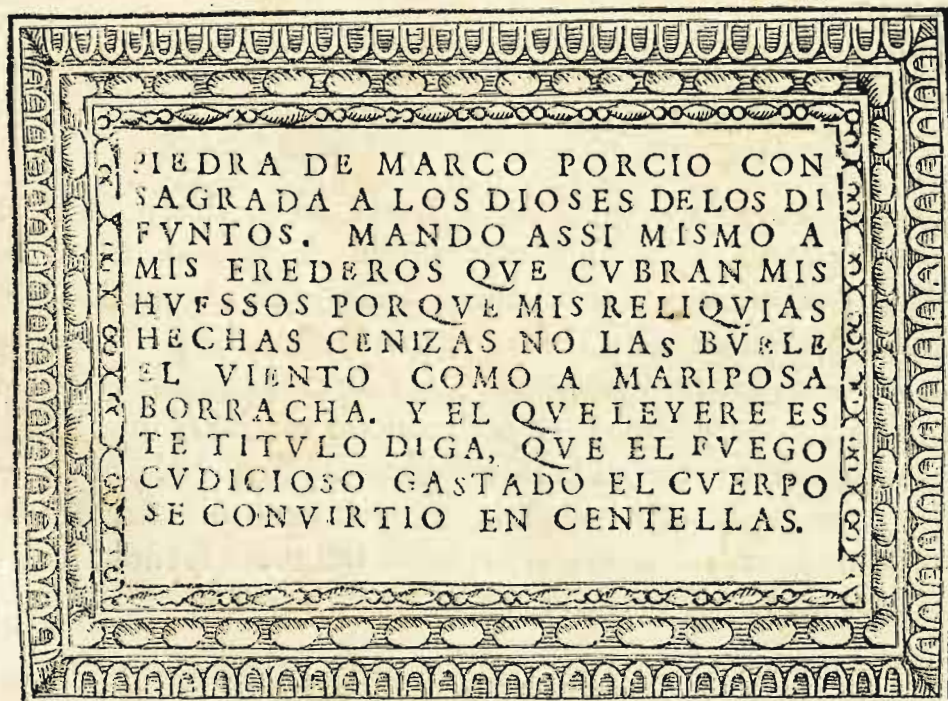 PIEDRA DE MARCO PORCIO CON
SAGRADA A LOS DIOSES DELOS DI
FVNTOS. MANDO ASSI MISMO A
MIS EREDEROS QVE CVBRAN MIS
HVESSOS PORQVE MIS RELIQVIAS
HECHAS CENIZAS NO LAS BVELE
EL VIENTO COMO A MARIPOSA
BORRACHA. Y EL QVE LEYERE ES
TE TITVLO DIGA, QVE EL FVEGO
CVDICIOSO GASTADO EL CVERPO
SE CONVIRTIO EN CENTELLAS.